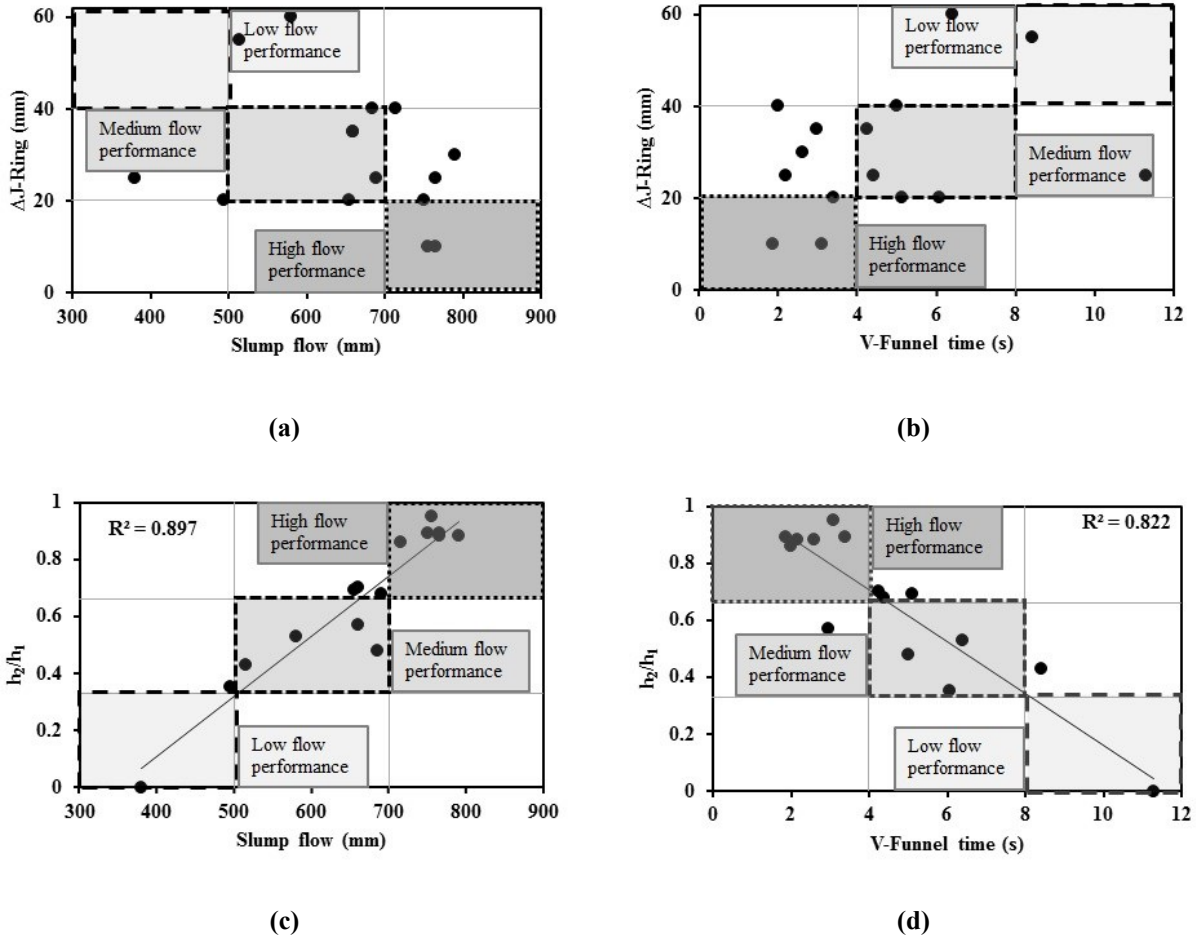 60
40
20
0
ΔJ-Ring (mm)
Low flow
performance
Medium flow
performance
High flow
performance
300 400 500 600 700 800 900
Slump flow (mm)
(a)
60
40
20
0
ΔJ-Ring (mm)
Low flow
performance
Medium flow
performance
High flow
performance
0 2 4 6 8 10 12
V-Funnel time (s)
(b)
1
0.8
0.6
0.4
0.2
0
h2/h1
R² = 0.897
High flow
performance
Medium flow
performance
Low flow
performance
300 400 500 600 700 800 900
Slump flow (mm)
(c)
1
0.8
0.6
0.4
0.2
0
h2/h1
High flow
performance
R² = 0.822
Medium flow
performance
Low flow
performance
0 2 4 6 8 10 12
V-Funnel time (s)
(d)